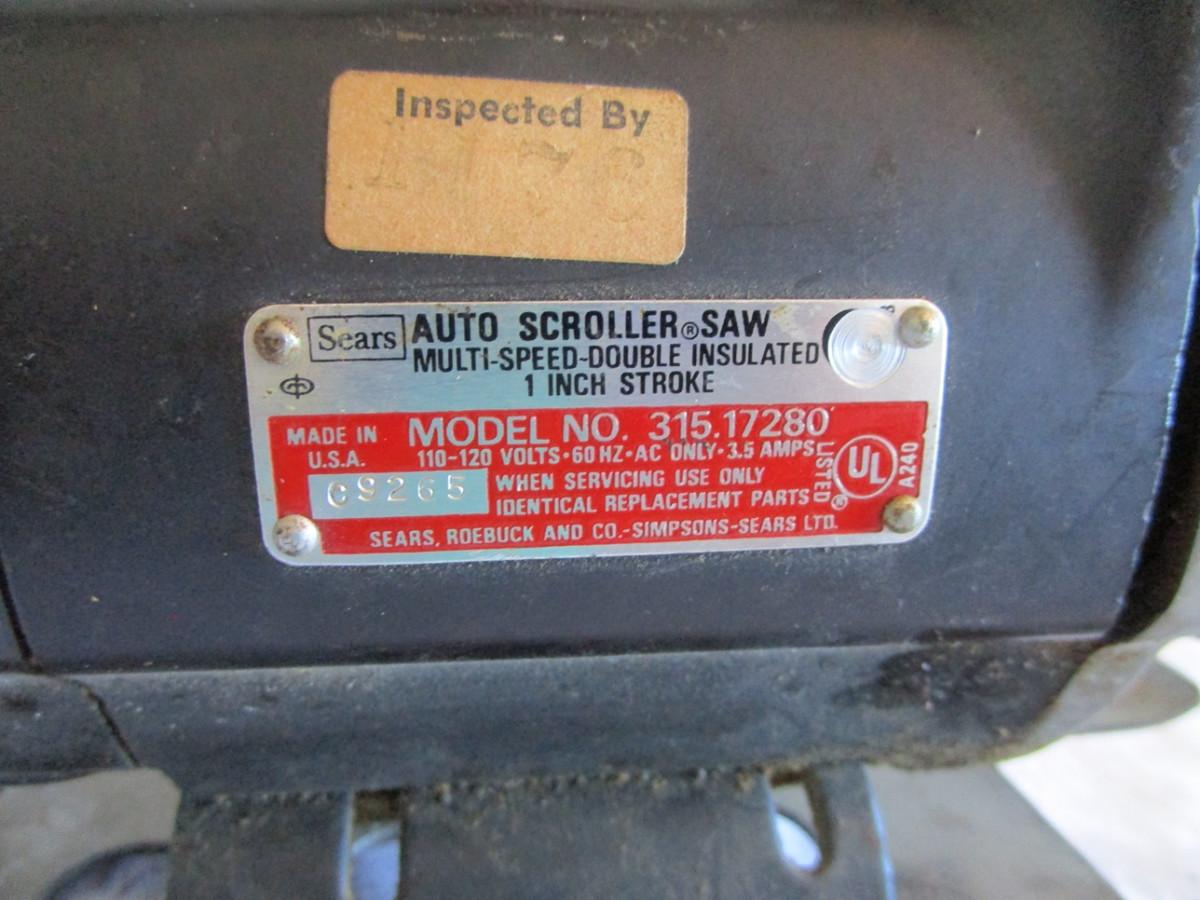 Inspected By
Sears AUTO SCROLLER® SAW
MULTI-SPEED-DOUBLE INSULATED
1 INCH STROKE
MADE IN U.S.A.
MODEL NO. 315.17280
110-120 VOLTS·60 HZ·AC ONLY·3.5 AMPS
C9265
WHEN SERVICING USE ONLY
IDENTICAL REPLACEMENT PARTS
LISTED UL® A240
SEARS, ROEBUCK AND CO.-SIMPSONS-SEARS LTD.